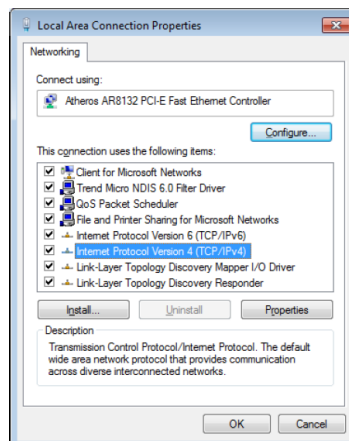 Local Area Connection Properties
Networking
Connect using:
Atheros AR8132 PCI-E Fast Ethernet Controller
Configure...
This connection uses the following items:
Client for Microsoft Networks
Trend Micro NDIS 6.0 Filter Driver
QoS Packet Scheduler
File and Printer Sharing for Microsoft Networks
Internet Protocol Version 6 (TCP/IPv6)
Internet Protocol Version 4 (TCP/IPv4)
Link-Layer Topology Discovery Mapper I/O Driver
Link-Layer Topology Discovery Responder
Install... Uninstall Properties
Description
Transmission Control Protocol/Internet Protocol. The default
wide area network protocol that provides communication
across diverse interconnected networks.
OK Cancel